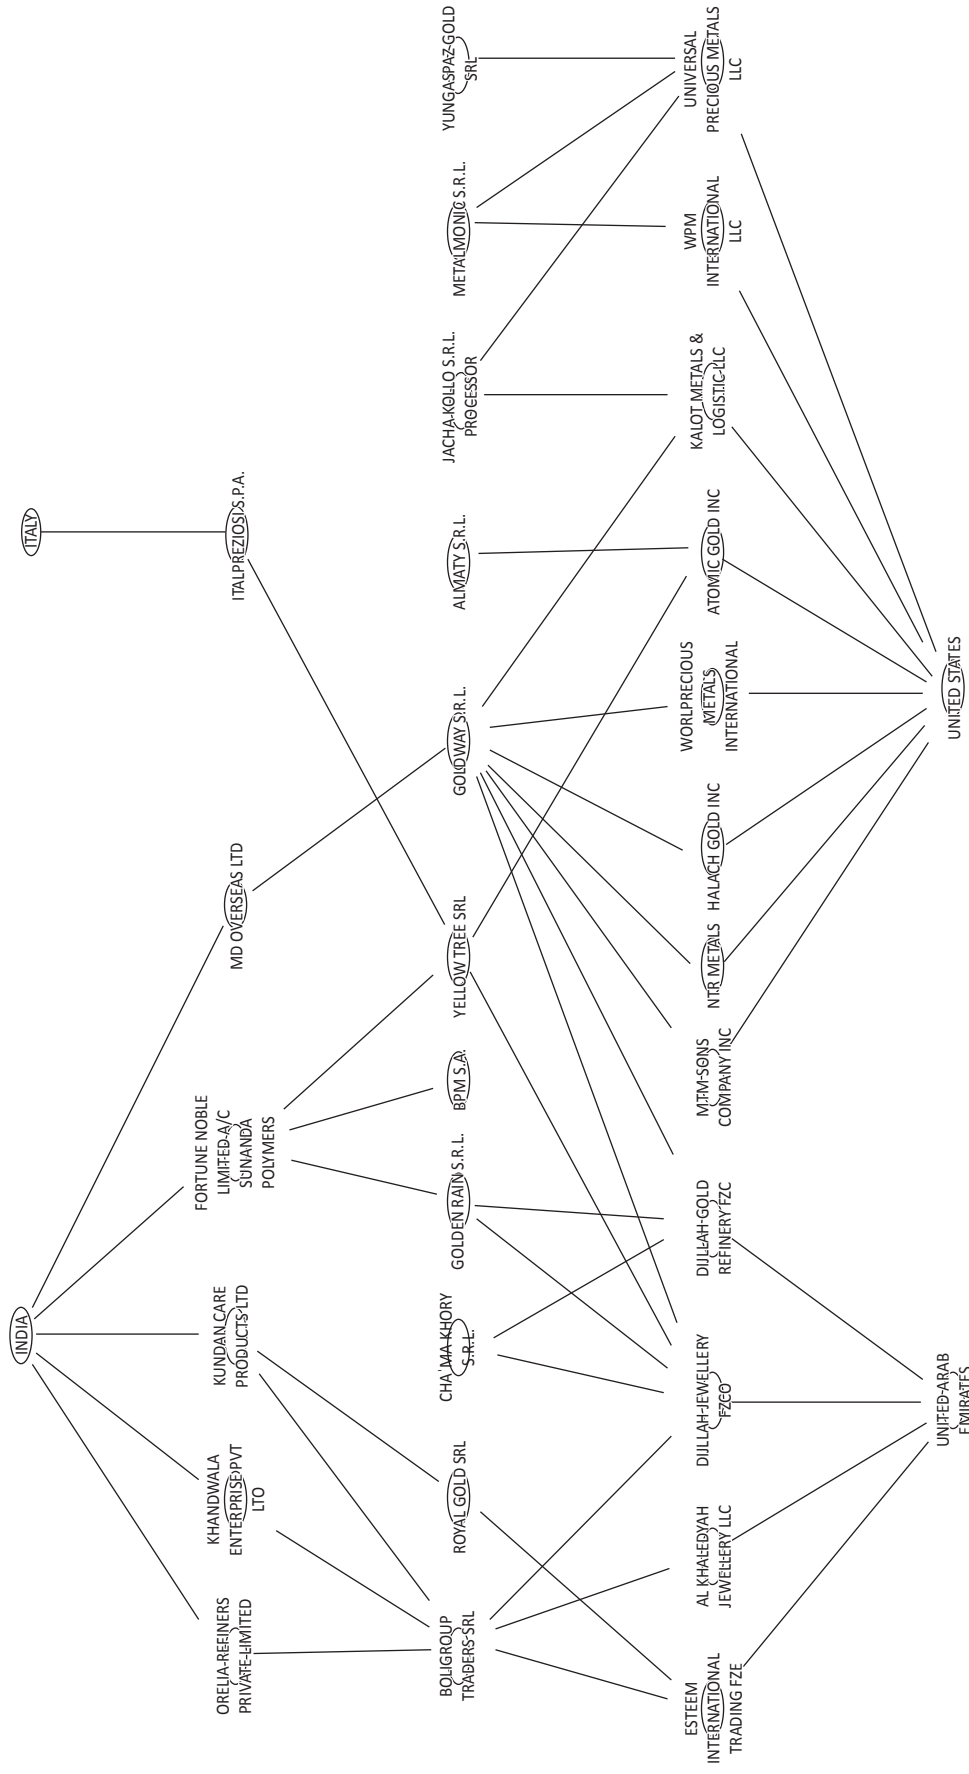 ITALY
INDIA
ITALPREZIOSI S.P.A.
MD OVERSEAS LTD
FORTUNE NOBLE
LIMITED A/C
SUNANDA
POLYMERS
KUNDAN CARE
PRODUCTS LTD
KHANDWALA
ENTERPRISE PVT
LTO
ORELIA REFINERS
PRIVATE LIMITED
YUNGASPAZ GOLD
SRL
METALMONIC S.R.L.
JACHA KOLLO S.R.L.
PROCESSOR
ALMATY S.R.L.
GOLDWAY S.R.L.
YELLOW TREE SRL
BPM S.A.
GOLDEN RAIN S.R.L.
CHA'MA KHORY
S.R.L.
ROYAL GOLD SRL
BOLIGROUP
TRADERS SRL
UNIVERSAL
PRECIOUS METALS
LLC
WPM
INTERNATIONAL
LLC
KALOT METALS &
LOGISTIC LLC
ATOMIC GOLD INC
WORLPRECIOUS
METALS
INTERNATIONAL
HALACH GOLD INC
NTR METALS
MTM SONS
COMPANY INC
DIJLLAH GOLD
REFINERY FZC
DIJLLAH JEWELLERY
FZCO
AL KHALEDYAH
JEWELLERY LLC
ESTEEM
INTERNATIONAL
TRADING FZE
UNITED STATES
UNITED ARAB
EMIRATES